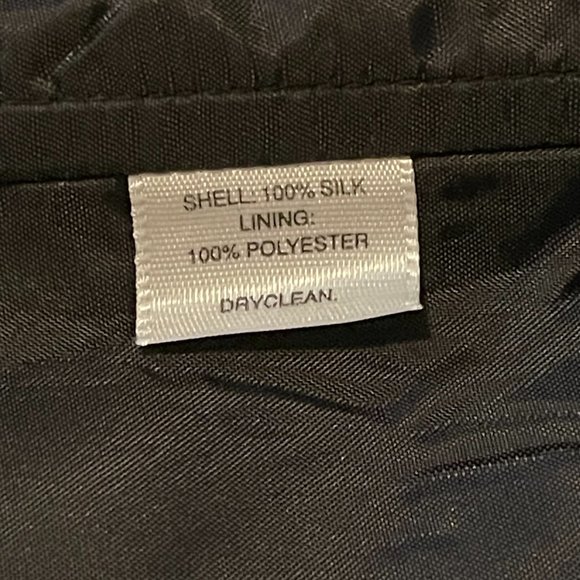 SHELL: 100% SILK
LINING:
100% POLYESTER
DRYCLEAN.